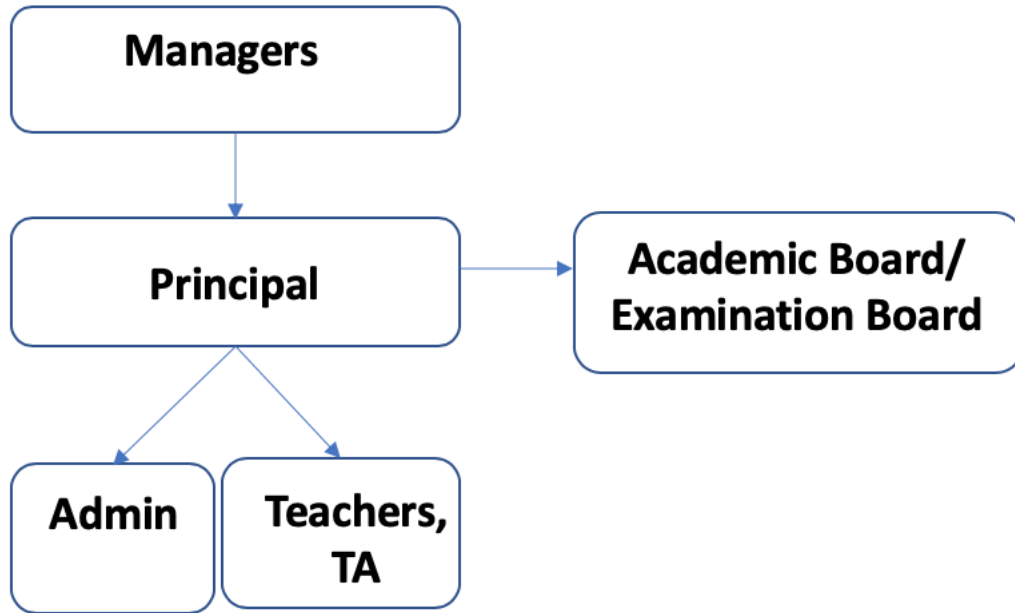 Managers
Principal
Academic Board/
Examination Board
Admin
Teachers,
TA